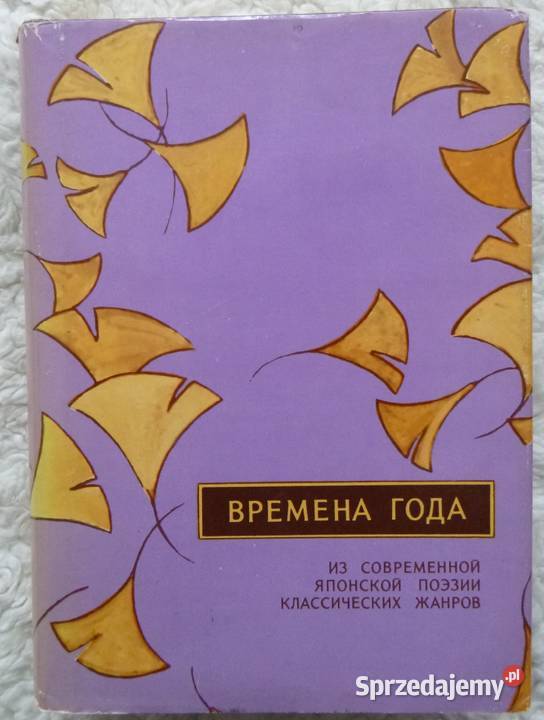 ВРЕМЕНА ГОДА
ИЗ СОВРЕМЕННОЙ
ЯПОНСКОЙ ПОЭЗИИ
КЛАССИЧЕСКИХ ЖАНРОВ
Sprzedajemy.pl